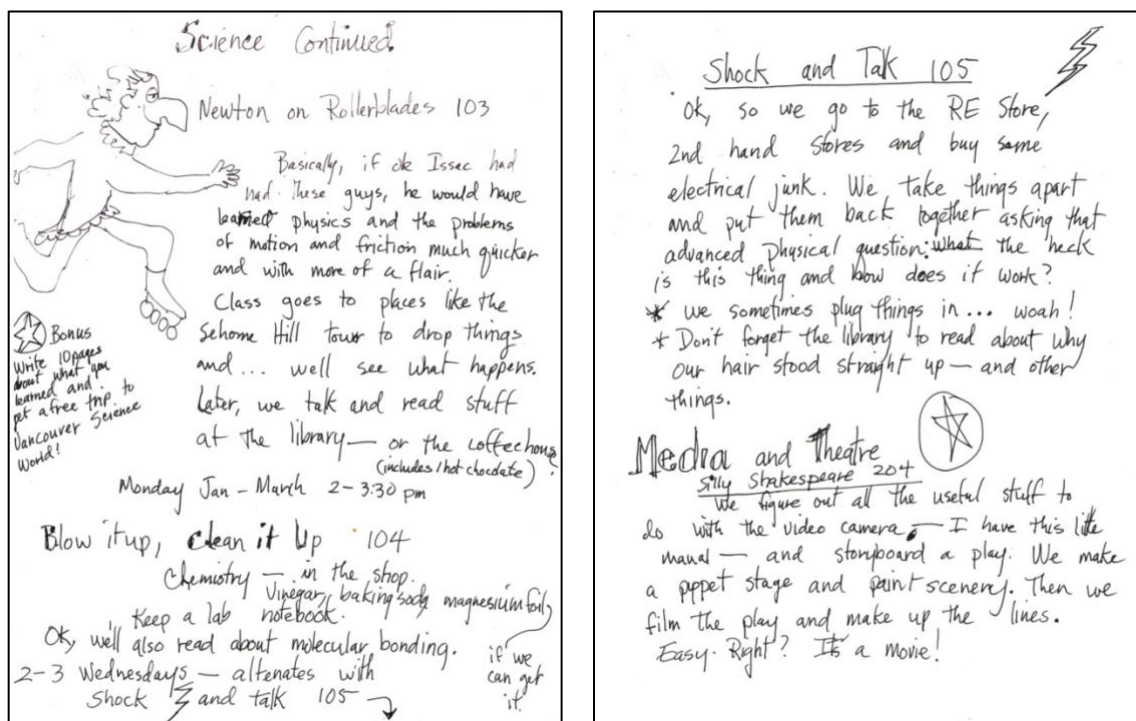 Science Continued.
Newton on Rollerblades 103
Basically, if ole Issac had
had these guys, he would have
learned physics and the problems
of motion and friction much quicker
and with more of a flair.
Class goes to places like the
Sehome Hill tower to drop things
and... well see what happens.
Later, we talk and read stuff
at the library — or the coffeehouse.
(includes 1 hot chocolate)
Monday Jan - March 2 - 3:30 pm
Bonus
Write 10 pages
about what you
learned and
get a free trip to
Vancouver Science
World!
Blow it up, clean it Up 104
Chemistry — in the shop.
Vinegar, baking soda, magnesium foil,
if we
can get
it.
Keep a lab notebook.
Ok, we'll also read about molecular bonding.
2-3 Wednesdays — altenates with
Shock and talk 105
Shock and Talk 105
Ok, so we go to the RE Store,
2nd hand stores and buy some
electrical junk. We take things apart
and put them back together asking that
advanced physical question: what the heck
is this thing and how does it work?
* we sometimes plug things in... woah!
* Don't forget the library to read about why
our hair stood straight up — and other
things.
Media and Theatre
Silly Shakespeare 204
We figure out all the useful stuff to
do with the video camera — I have this little
manual — and storyboard a play. We make
a puppet stage and paint scenery. Then we
film the play and make up the lines.
Easy. Right? It's a movie!